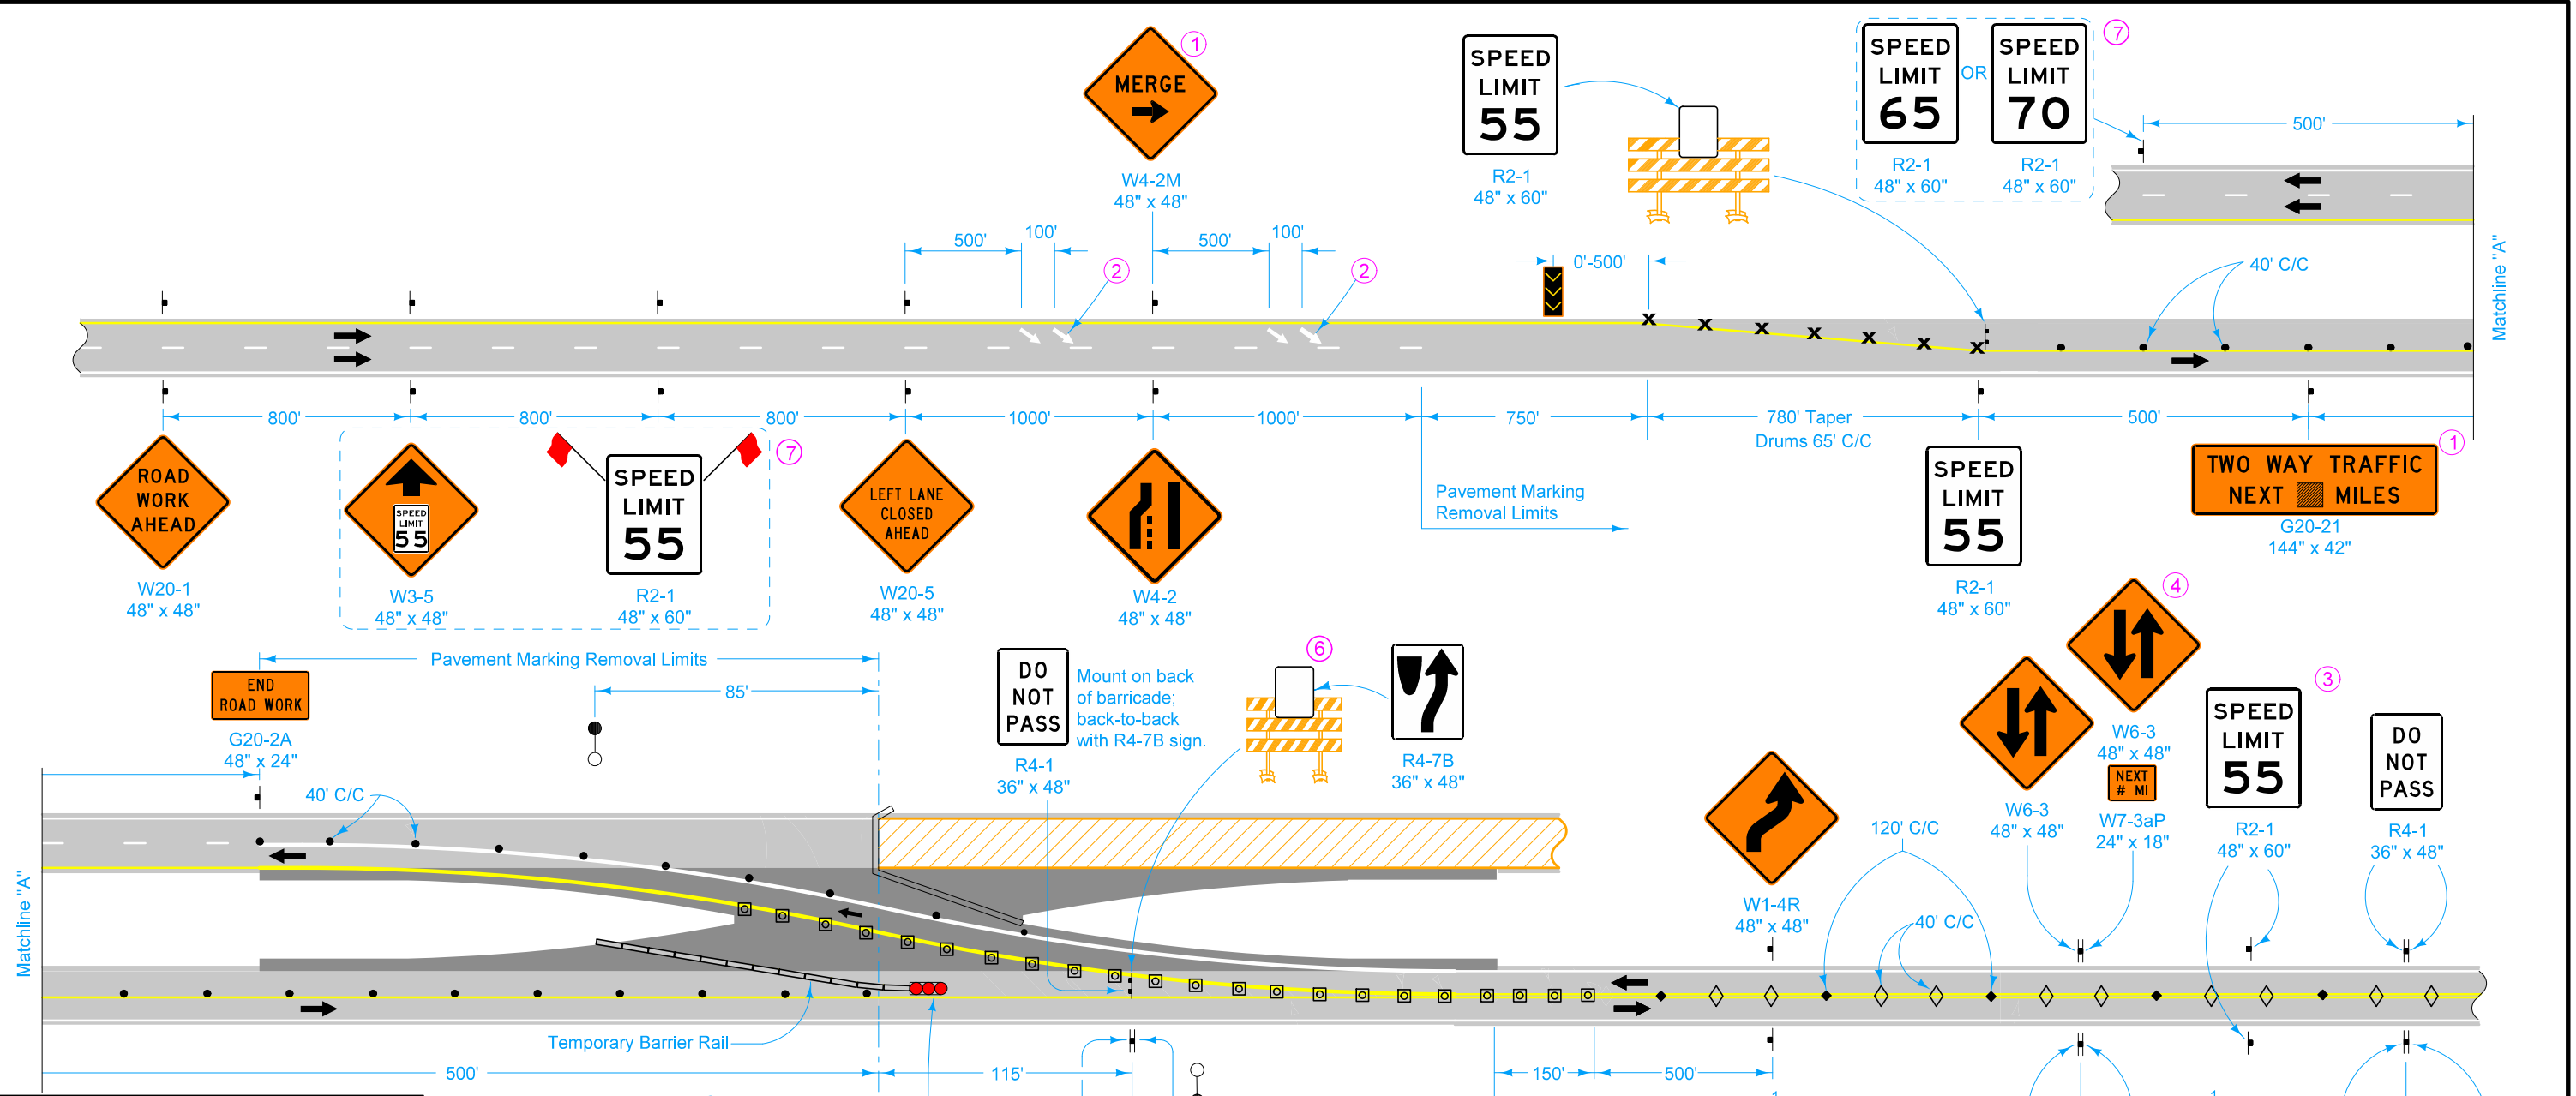 MERGE
1
W4-2M
48" x 48"
SPEED
LIMIT
55
R2-1
48" x 60"
SPEED
LIMIT
65
R2-1
48" x 60"
OR
SPEED
LIMIT
70
R2-1
48" x 60"
7
500'
500'
100'
2
500'
100'
2
0'-500'
40' C/C
Matchline "A"
800'
800'
800'
1000'
1000'
750'
780' Taper
Drums 65' C/C
500'
ROAD
WORK
AHEAD
W20-1
48" x 48"
SPEED
LIMIT
55
W3-5
48" x 48"
SPEED
LIMIT
55
R2-1
48" x 60"
7
LEFT LANE
CLOSED
AHEAD
W20-5
48" x 48"
W4-2
48" x 48"
Pavement Marking
Removal Limits
SPEED
LIMIT
55
R2-1
48" x 60"
TWO WAY TRAFFIC
NEXT MILES
1
G20-21
144" x 42"
Pavement Marking Removal Limits
END
ROAD WORK
G20-2A
48" x 24"
85'
DO
NOT
PASS
R4-1
36" x 48"
Mount on back
of barricade;
back-to-back
with R4-7B sign.
6
R4-7B
36" x 48"
W1-4R
48" x 48"
W6-3
48" x 48"
4
W6-3
48" x 48"
NEXT
# MI
W7-3aP
24" x 18"
3
SPEED
LIMIT
55
R2-1
48" x 60"
DO
NOT
PASS
R4-1
36" x 48"
40' C/C
120' C/C
40' C/C
Matchline "A"
Temporary Barrier Rail
500'
115'
150'
500'